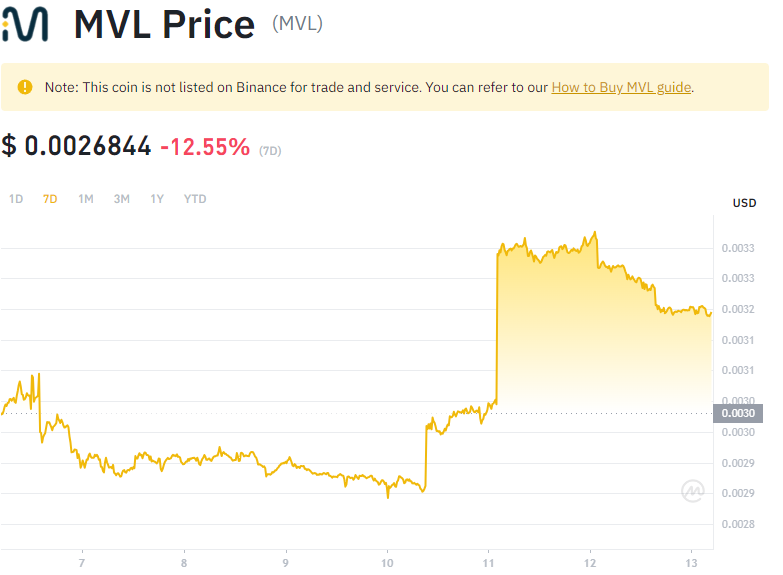 MVL Price (MVL)
Note: This coin is not listed on Binance for trade and service. You can refer to our How to Buy MVL guide.
$ 0.0026844 -12.55% (7D)
1D 7D 1M 3M 1Y YTD
USD
0.0033
0.0033
0.0032
0.0031
0.0031
0.0030
0.0030
0.0030
0.0029
0.0029
0.0028
7 8 9 10 11 12 13